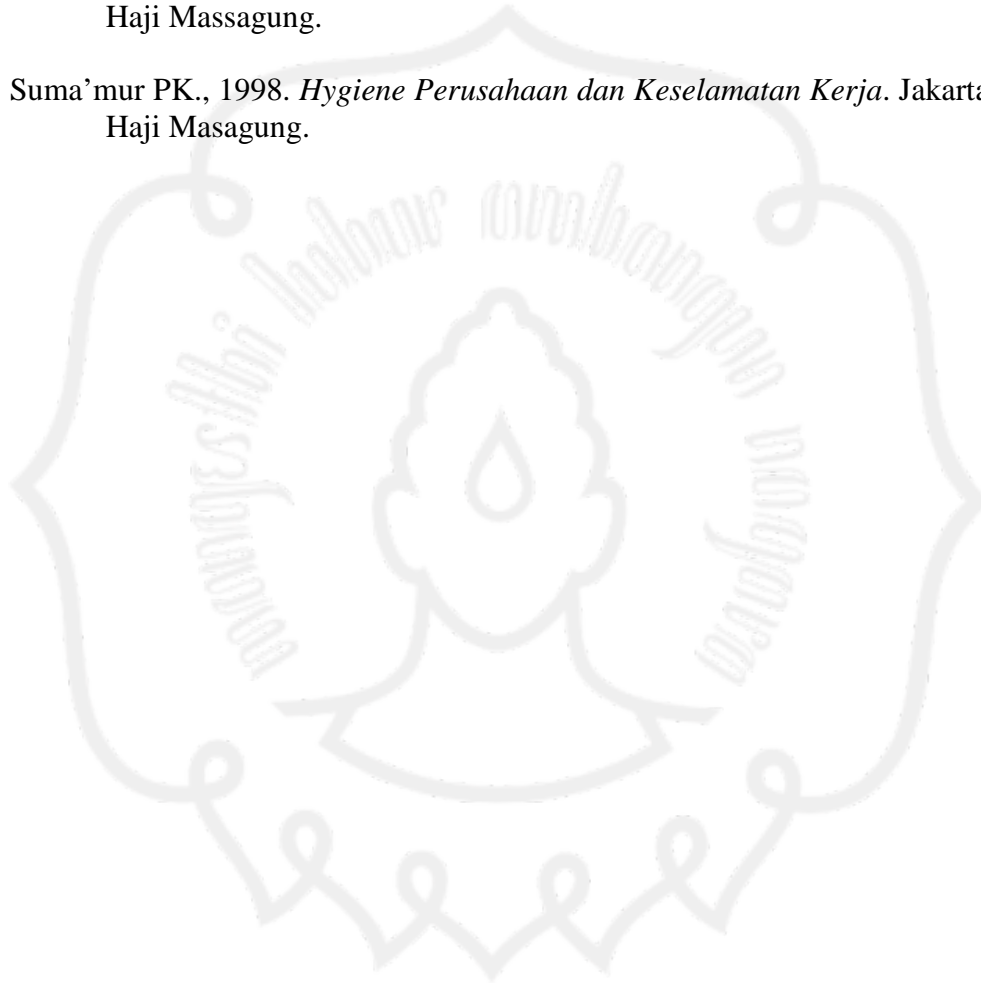 Haji Massagung.
Suma’mur PK., 1998. Hygiene Perusahaan dan Keselamatan Kerja. Jakarta
Haji Masagung.